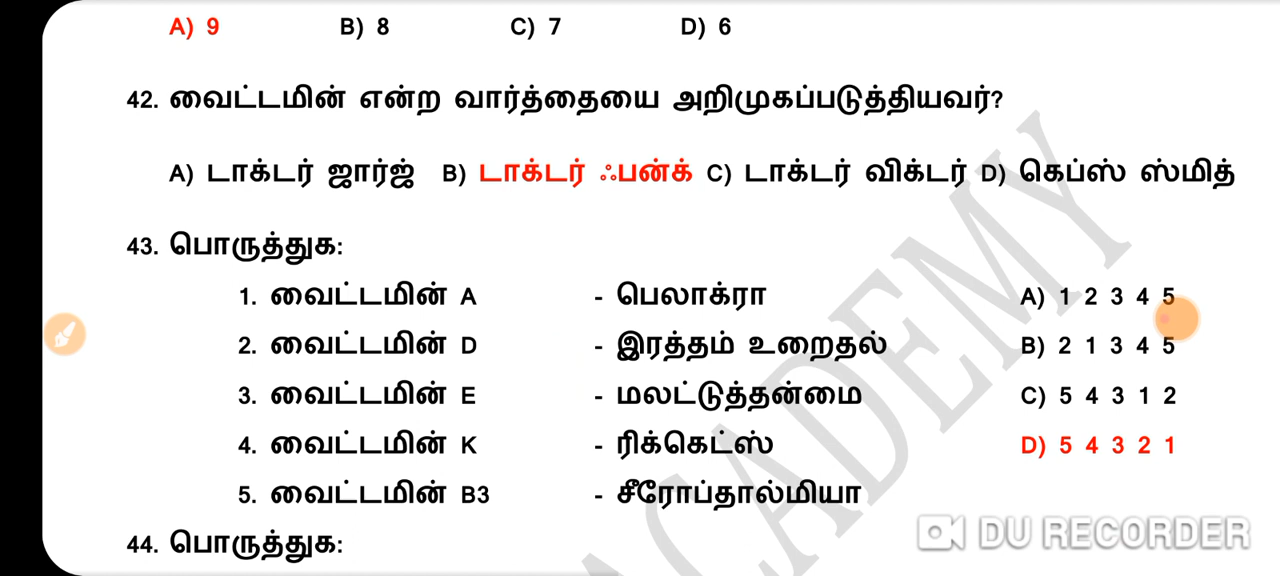 A) 9 B) 8 C) 7 D) 6
42. வைட்டமின் என்ற வார்த்தையை அறிமுகப்படுத்தியவர்?
A) டாக்டர் ஜார்ஜ் B) டாக்டர் ஃபன்க் C) டாக்டர் விக்டர் D) கெப்ஸ் ஸ்மித்
43. பொருத்துக:
1. வைட்டமின் A - பெலாக்ரா A) 1 2 3 4 5
2. வைட்டமின் D - இரத்தம் உறைதல் B) 2 1 3 4 5
3. வைட்டமின் E - மலட்டுத்தன்மை C) 5 4 3 1 2
4. வைட்டமின் K - ரிக்கெட்ஸ் D) 5 4 3 2 1
5. வைட்டமின் B3 - சீரோப்தால்மியா
44. பொருத்துக:
ACADEMY
DU RECORDER